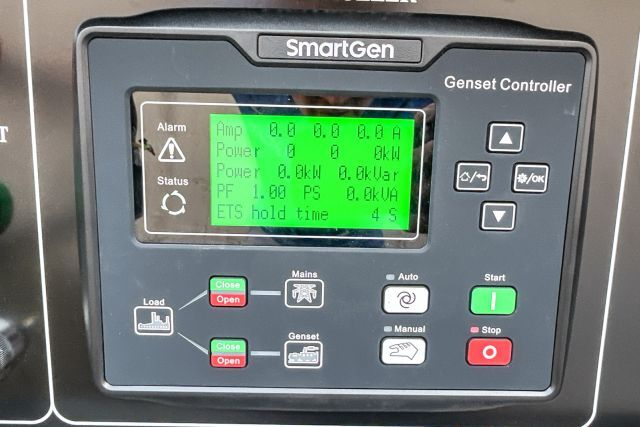 SmartGen
Genset Controller
Alarm
Status
Amp 0.0 0.0 0.0 A
Power 0 0 0kW
Power 0.0kW 0.0kVar
PF 1.00 PS 0.0kVA
ETS hold time 4 S
⚙/OK
Load
Close
Open
Mains
Close
Open
Genset
Auto
Manual
Start
I
Stop
O